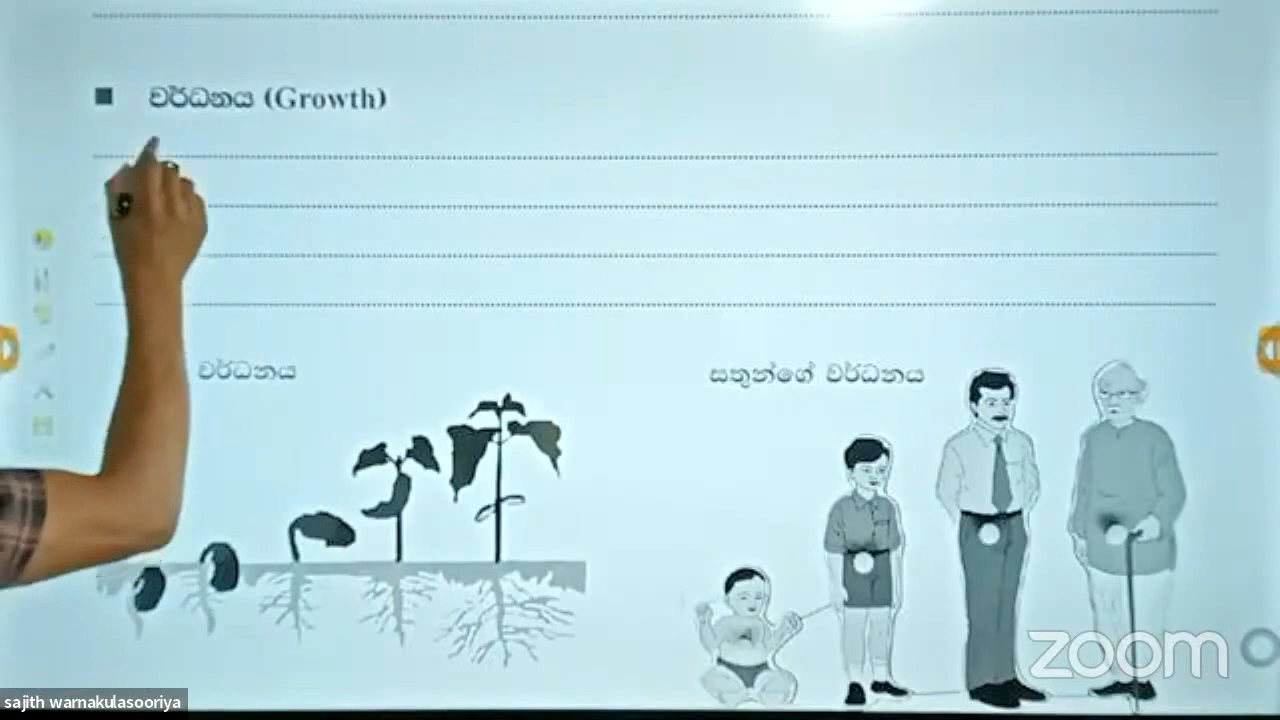 ■ වර්ධනය (Growth)
වර්ධනය
සතුන්ගේ වර්ධනය
zoom
sajith warnakulasooriya